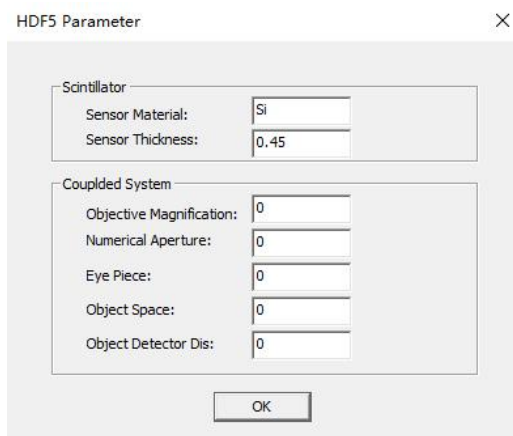 HDF5 Parameter
Scintillator
Sensor Material: Si
Sensor Thickness: 0.45
Couplded System
Objective Magnification: 0
Numerical Aperture: 0
Eye Piece: 0
Object Space: 0
Object Detector Dis: 0
OK